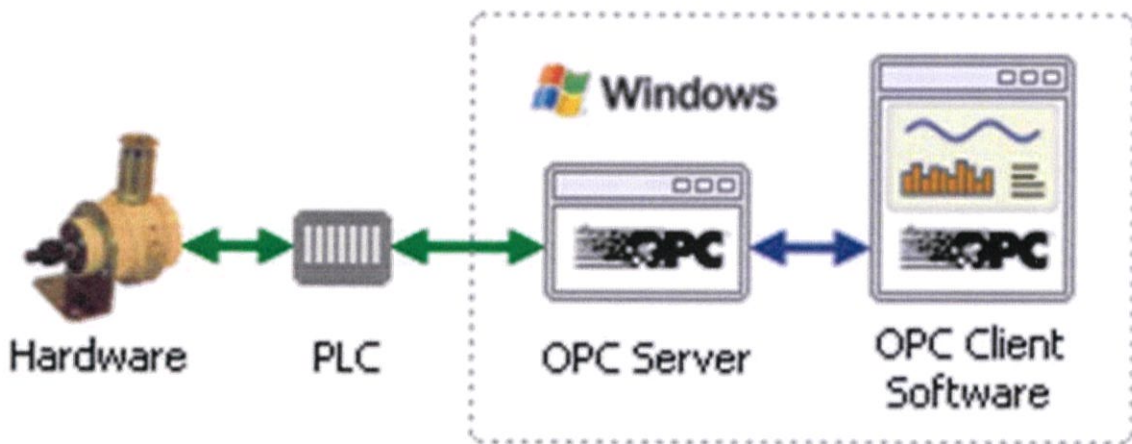 Windows
OPC
OPC
Hardware
PLC
OPC Server
OPC Client
Software